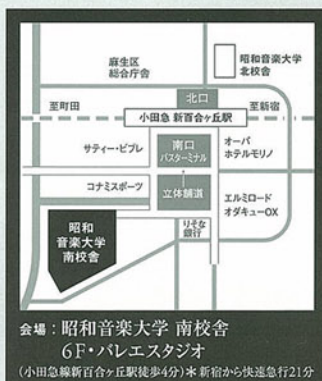 麻生区
総合庁舎
昭和音楽大学
北校舎
北口
至町田
至新宿
小田急 新百合ヶ丘駅
サティー・ビブレ
南口
バスターミナル
オーパ
ホテルモリノ
コナミスポーツ
立体舗道
エルミロード
オダキューOX
りそな
銀行
昭和
音楽大学
南校舎
会場：昭和音楽大学 南校舎
6F・バレエスタジオ
(小田急線新百合ヶ丘駅徒歩4分)＊新宿から快速急行21分